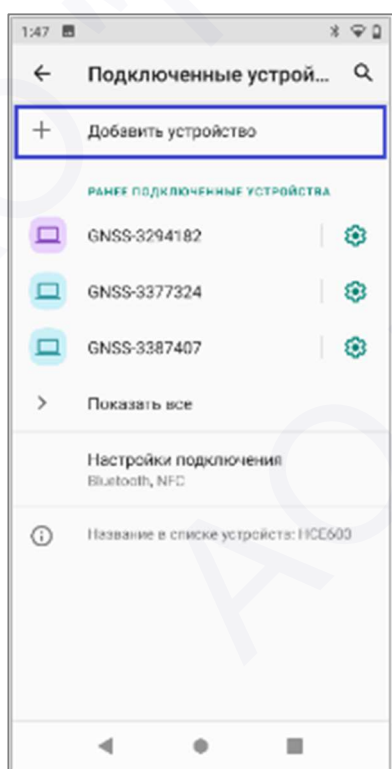 1:47
Подключенные устрой...
Добавить устройство
РАНЕЕ ПОДКЛЮЧЕННЫЕ УСТРОЙСТВА
GNSS-3294182
GNSS-3377324
GNSS-3387407
Показать все
Настройки подключения
Bluetooth, NFC
Название в списке устройств: HCE600